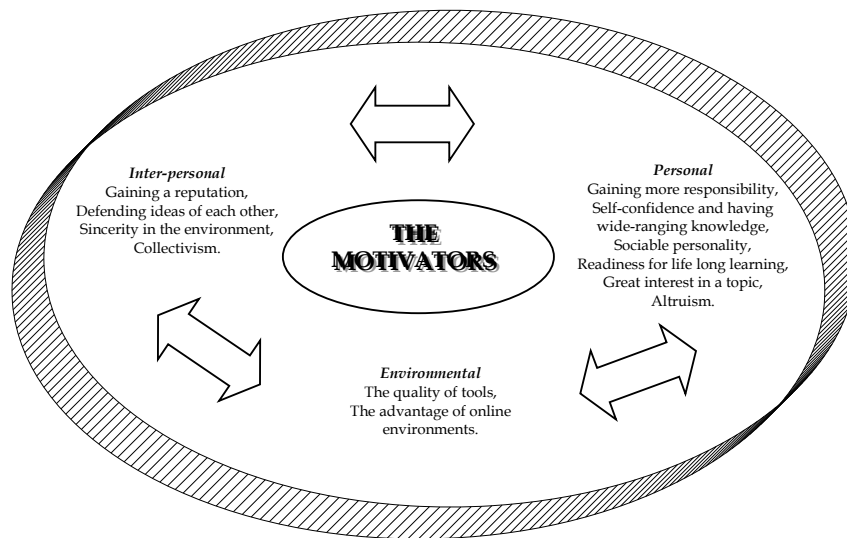 Inter-personal
Gaining a reputation,
Defending ideas of each other,
Sincerity in the environment,
Collectivism.
THE
MOTIVATORS
Personal
Gaining more responsibility,
Self-confidence and having
wide-ranging knowledge,
Sociable personality,
Readiness for life long learning,
Great interest in a topic,
Altruism.
Environmental
The quality of tools,
The advantage of online
environments.